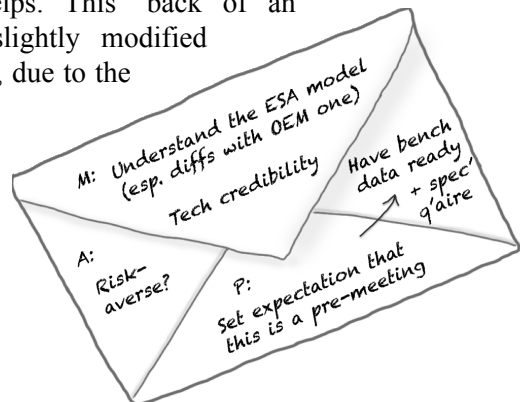 elps. This back of an
slightly modified
, due to the
M: Understand the ESA model
(esp. diffs with OEM one)
Tech credibility
Have bench
data ready
+ spec'
q'aire
A:
Risk-
averse?
P:
Set expectation that
this is a pre-meeting